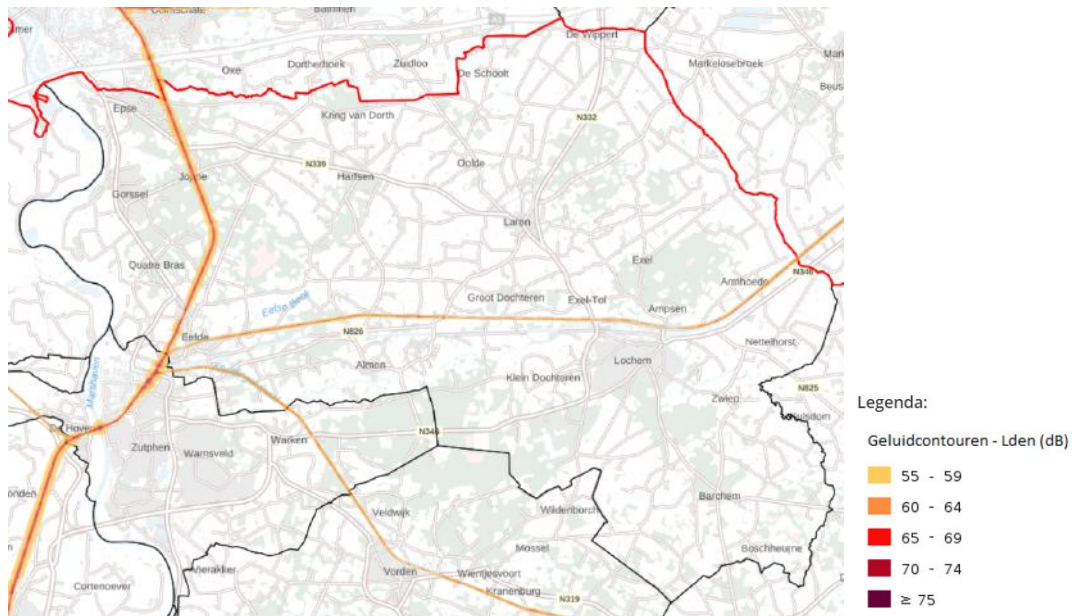 Bathmen
A1
De Wippert
Oxe
Dortherhoek
Zuidloo
De Schoolt
Markelosebroek
Epse
Kring van Dorth
N332
N339
Oolde
Joppe
Harfsen
Gorssel
Laren
Quatre Bras
Exel
N346
Armhoede
Groot Dochteren
Exel-Tol
Ampsen
Eefse Beek
Eefde
N826
Nettelhorst
Almen
Lochem
Marshaven
Klein Dochteren
N825
Zwiep
De Hoven
N346
Warken
Zutphen
Warnsveld
Barchem
Veldwijk
Wildenborch
Mossel
Boschheurne
Vierakker
Vorden
Wientjesvoort
Cortenoever
Kranenburg
N319
Legenda:
Geluidcontouren - Lden (dB)
55 - 59
60 - 64
65 - 69
70 - 74
≥ 75